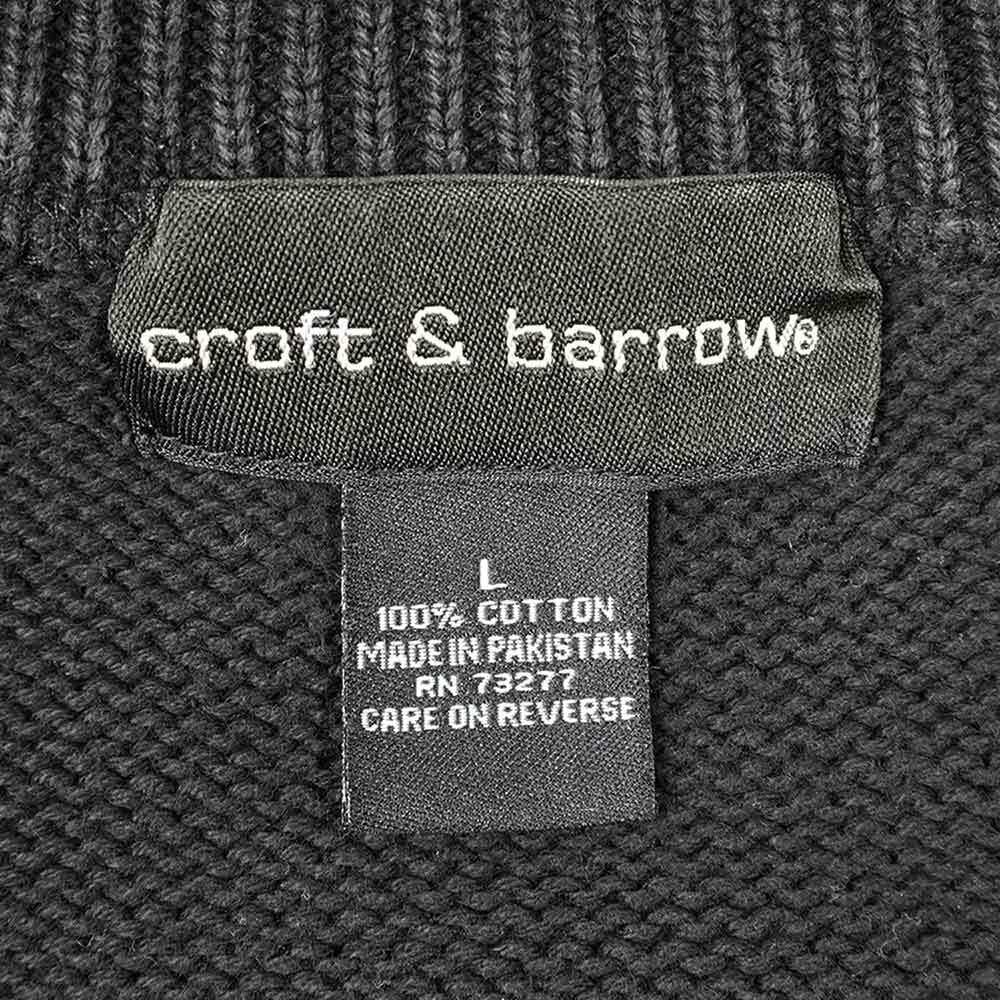 croft & barrow®
L
100% COTTON
MADE IN PAKISTAN
RN 73277
CARE ON REVERSE